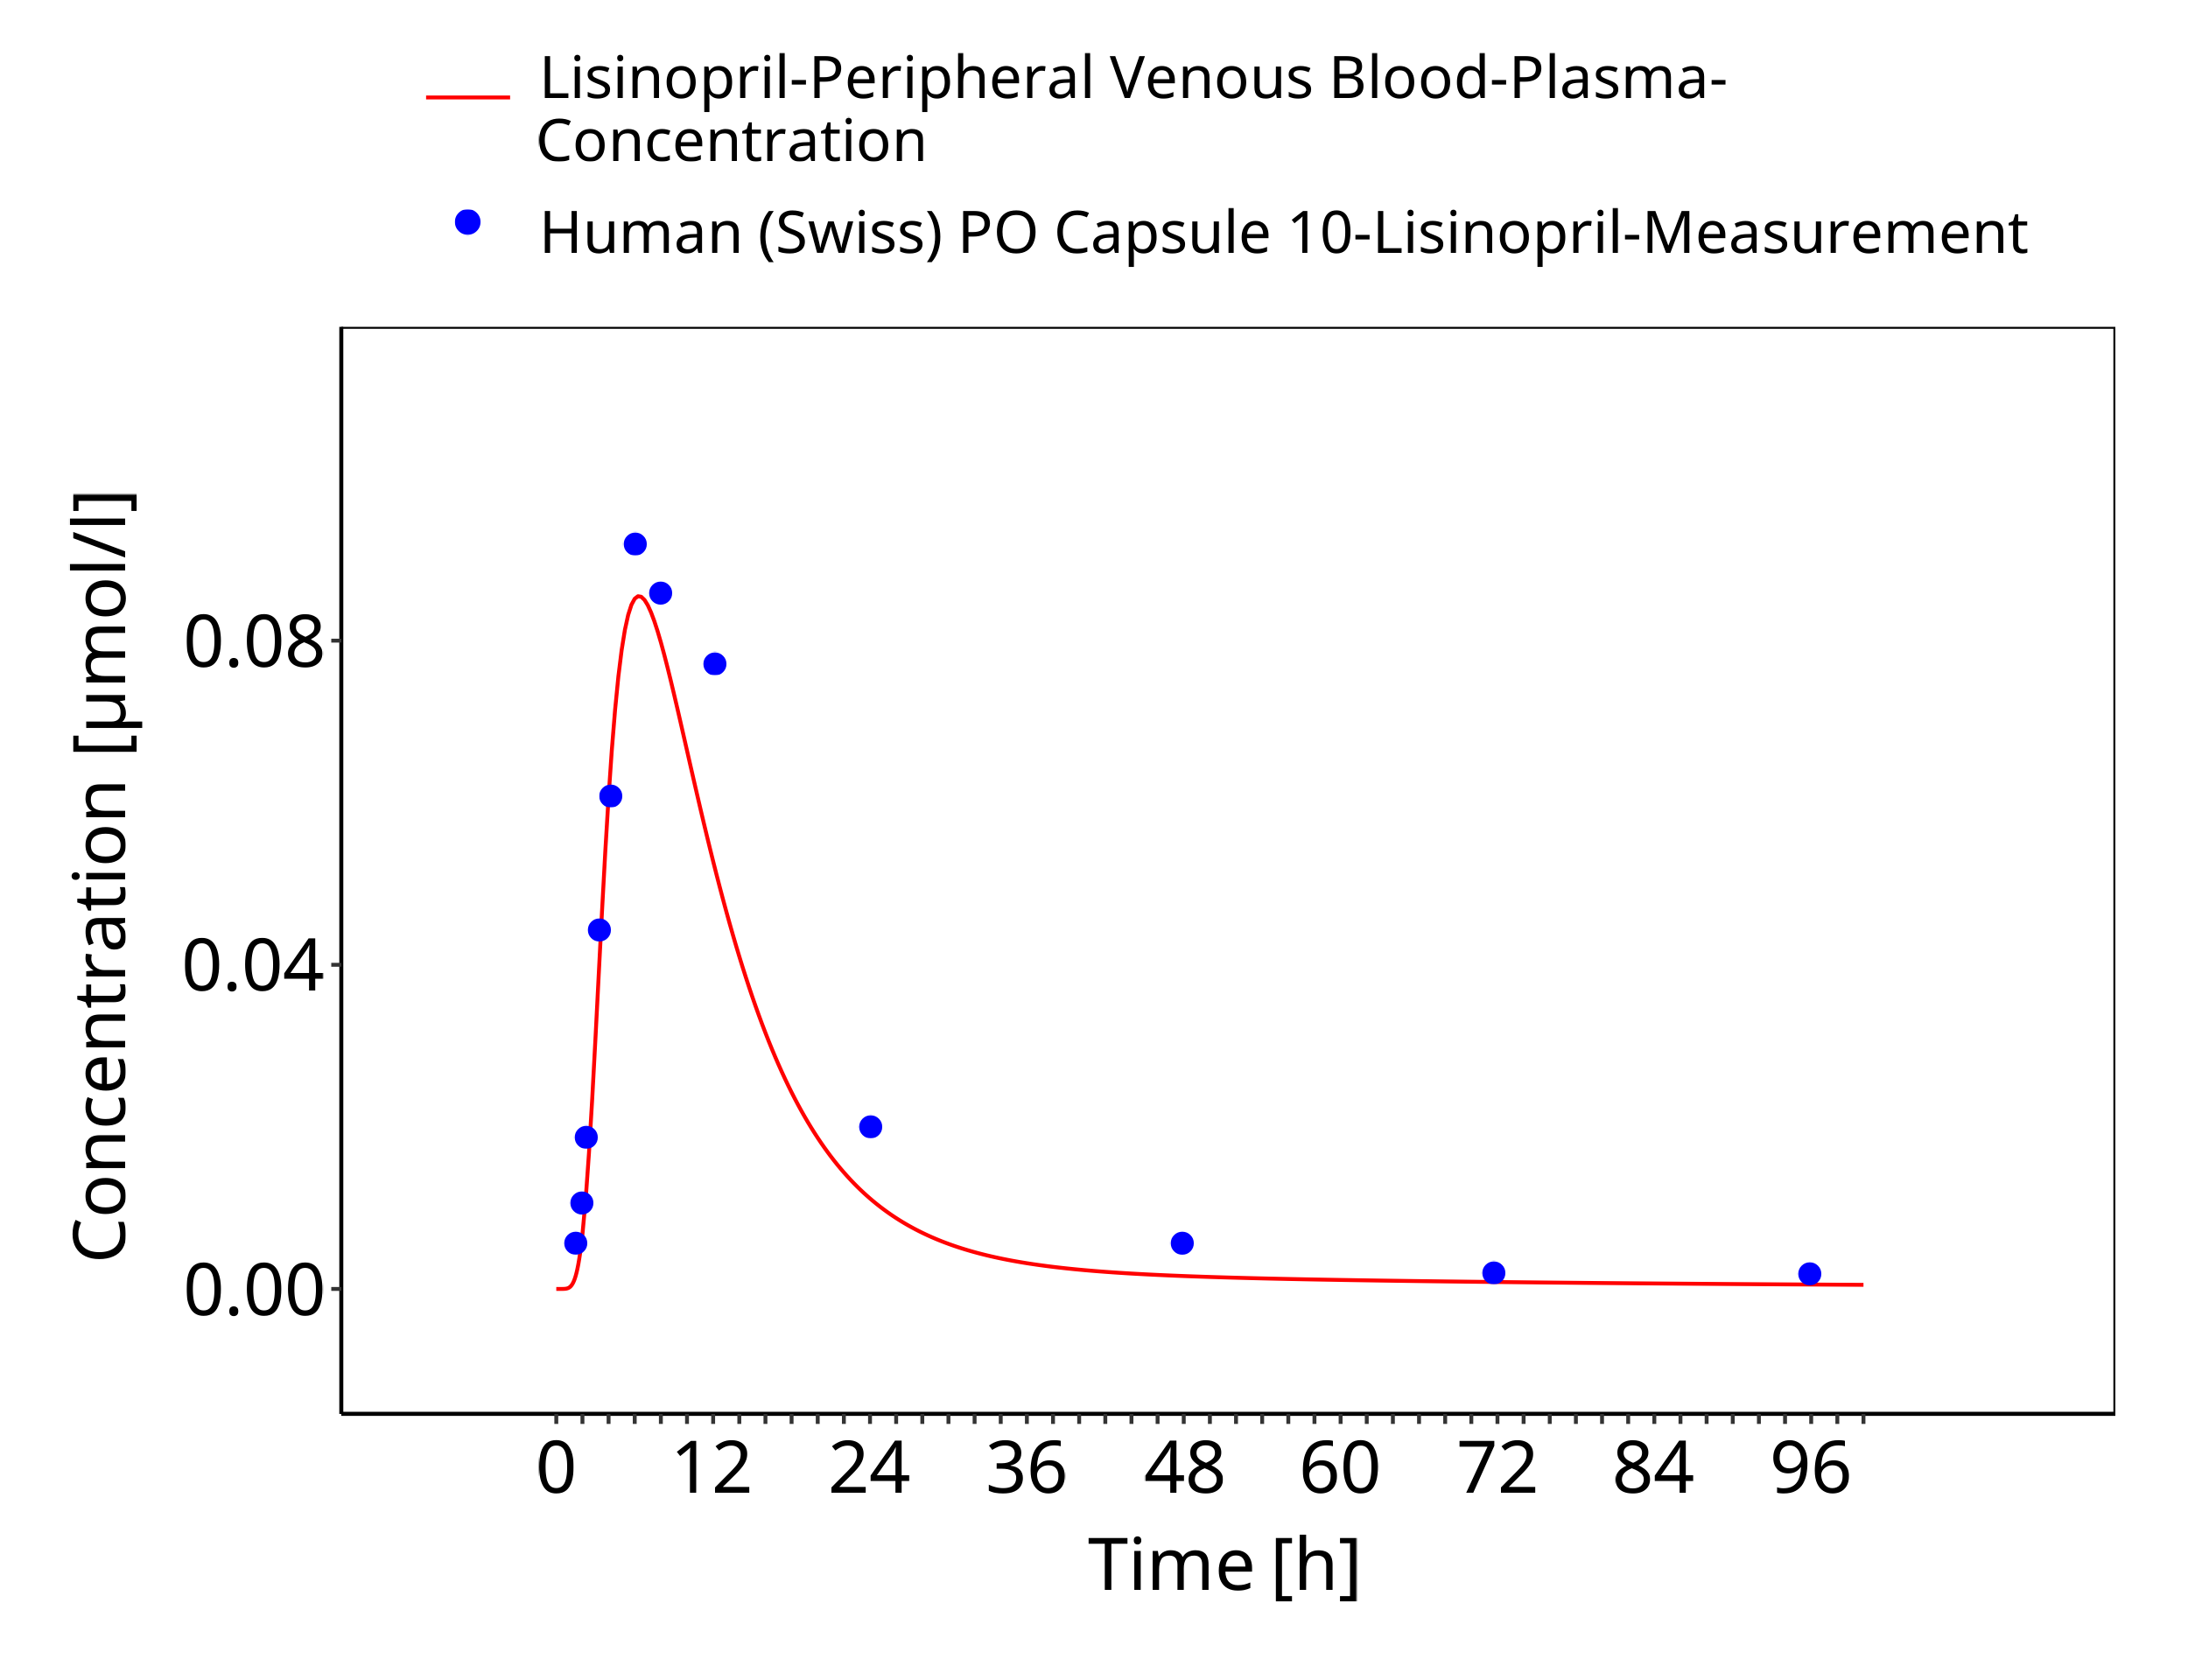 Lisinopril-Peripheral Venous Blood-Plasma-
Concentration
Human (Swiss) PO Capsule 10-Lisinopril-Measurement
Concentration [µmol/l]
0.08
0.04
0.00
0 12 24 36 48 60 72 84 96
Time [h]